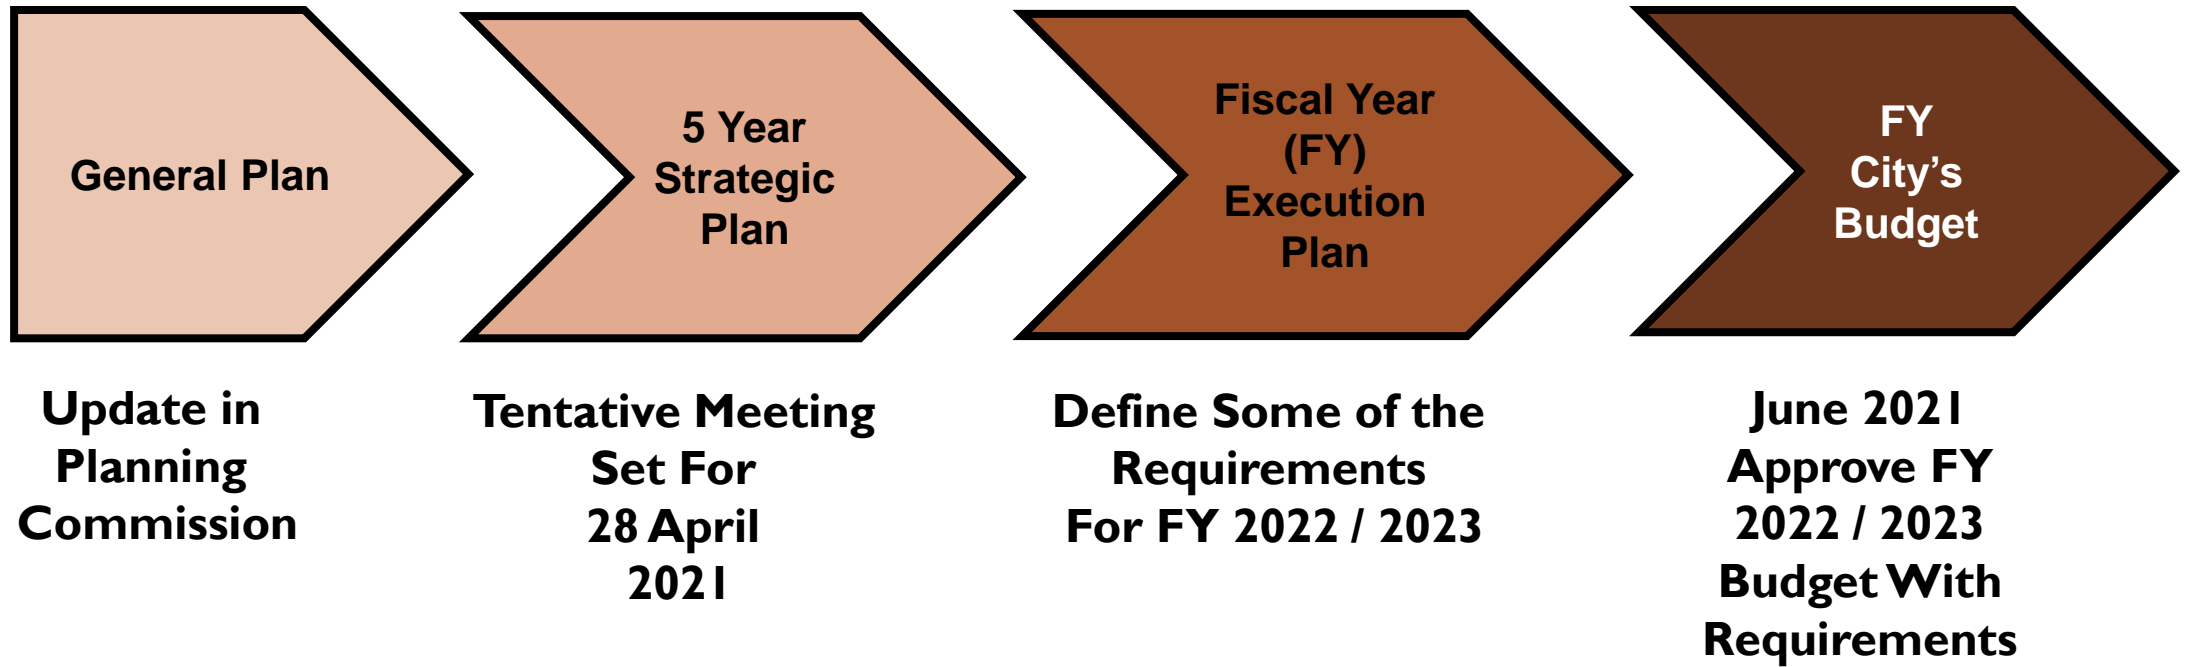 General Plan
5 Year
Strategic
Plan
Fiscal Year
(FY)
Execution
Plan
FY
City’s
Budget
Update in
Planning
Commission
Tentative Meeting
Set For
28 April
2021
Define Some of the
Requirements
For FY 2022 / 2023
June 2021
Approve FY
2022 / 2023
Budget With
Requirements